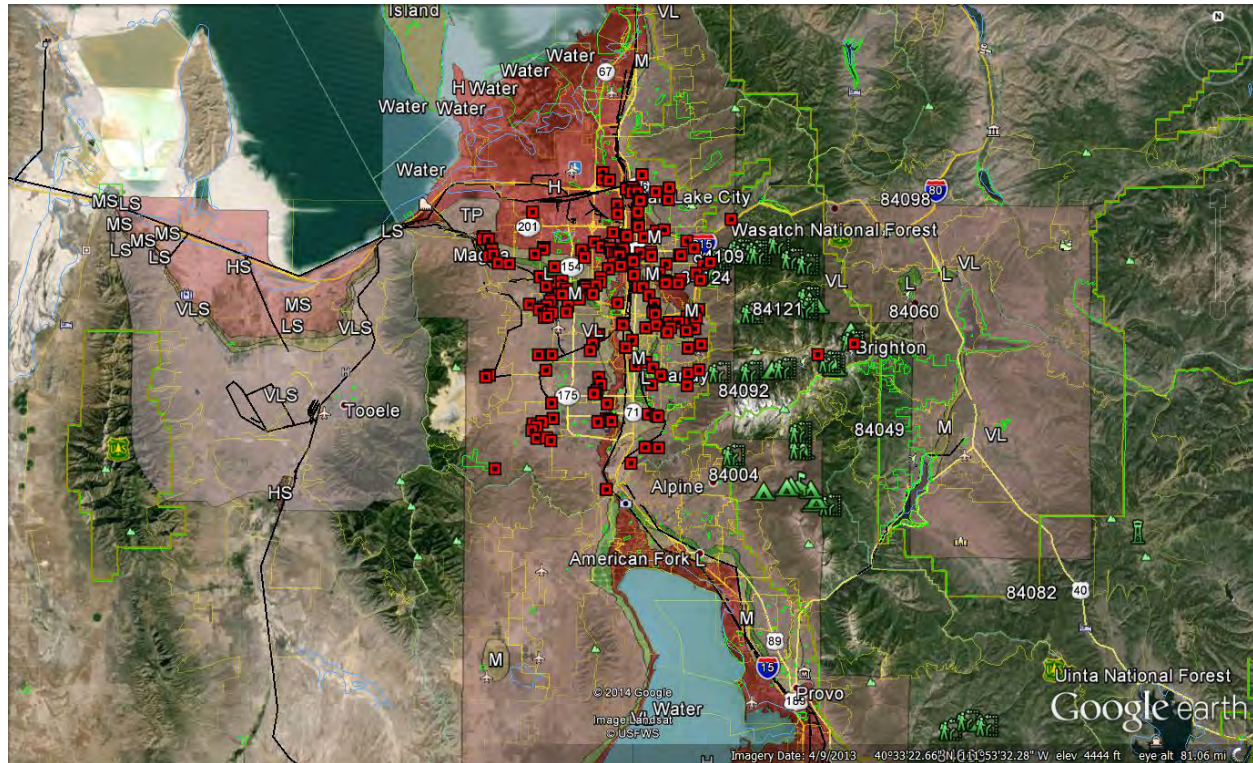 Island
VL
Water
M
67
Water
H Water
Water
Water
Water
H
MS
LS
MS
MS
MS
LS
LS
HS
MS
LS
VLS
VLS
VLS
H
Tooele
HS
LS
TP
201
Lake City
80
84098
Wasatch National Forest
15
M
84109
154
M
M
M
84121
VL
VL
L
L
84060
VL
M
Brighton
84092
L
175
71
84049
M
VL
84004
Alpine
American Fork L
84082
40
M
89
M
15
Provo
189
Water
Uinta National Forest
© 2014 Google
Image Landsat
© USFWS
Google earth
H
Imagery Date: 4/9/2013 40°33'22.66"N, 111°53'32.28" W elev 4444 ft eye alt 81.06 mi
N